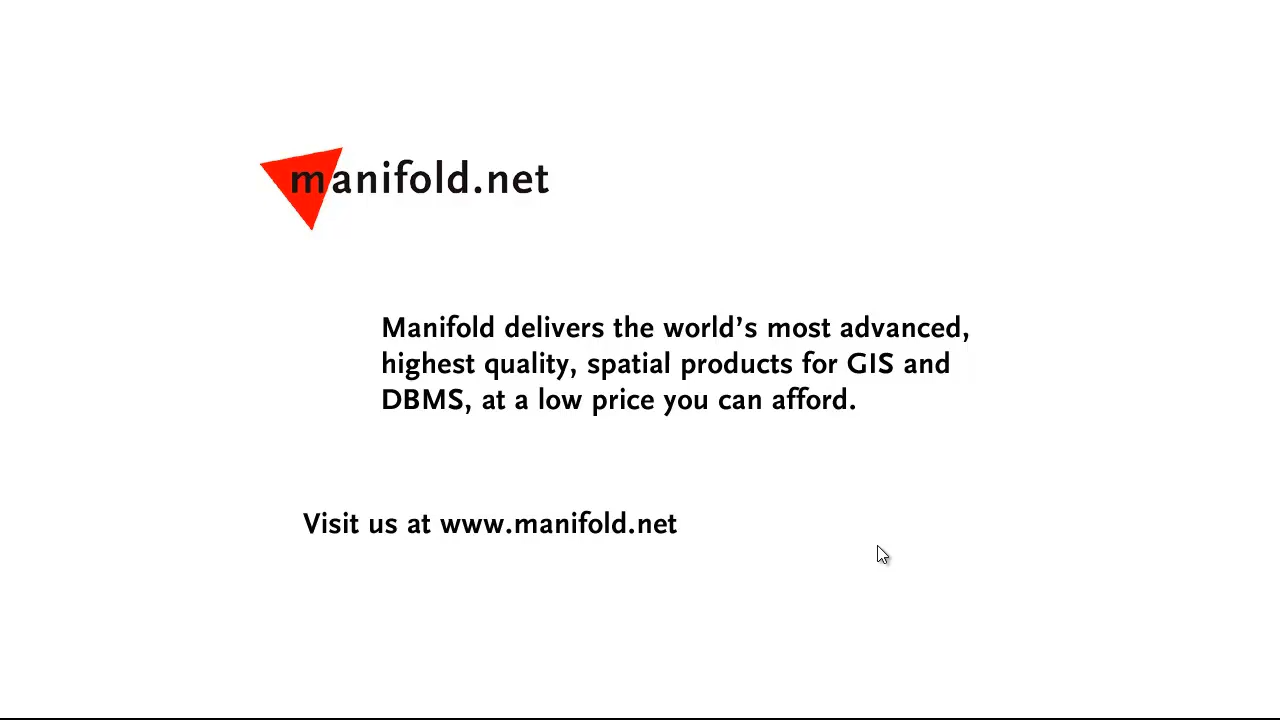 manifold.net
Manifold delivers the world’s most advanced,
highest quality, spatial products for GIS and
DBMS, at a low price you can afford.
Visit us at www.manifold.net